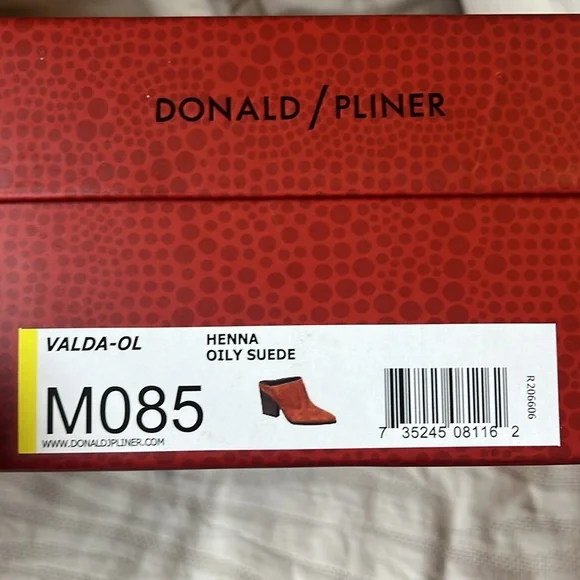 DONALD / PLINER
VALDA-OL
HENNA
OILY SUEDE
M085
WWW.DONALDJPLINER.COM
7 35245 08116 2
R206606